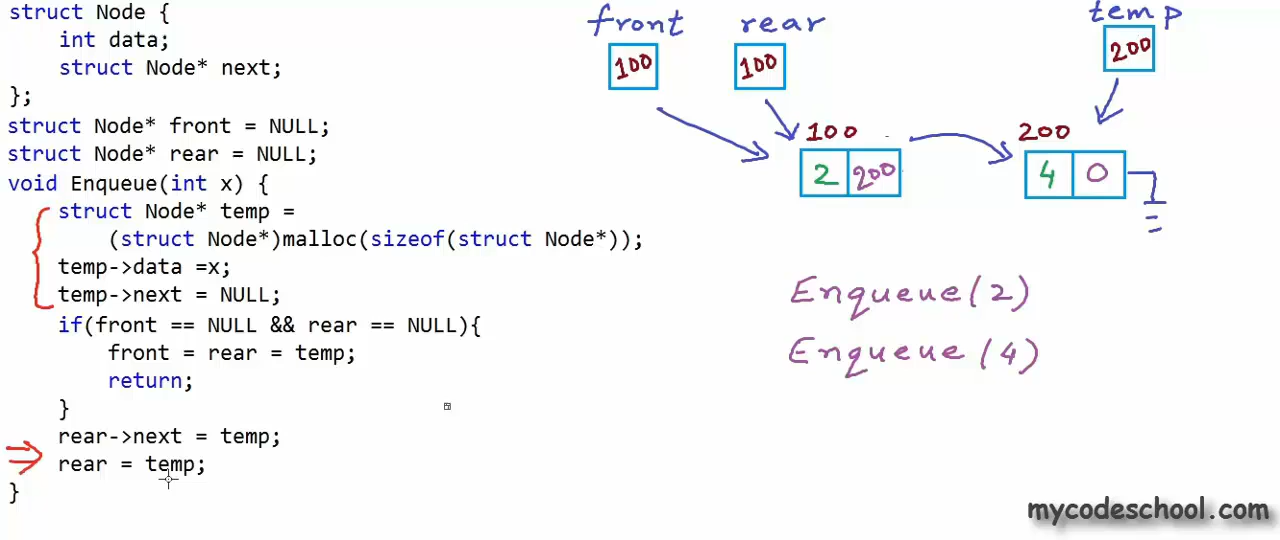 struct Node {
int data;
struct Node* next;
};
struct Node* front = NULL;
struct Node* rear = NULL;
void Enqueue(int x) {
struct Node* temp =
(struct Node*)malloc(sizeof(struct Node*));
temp->data =x;
temp->next = NULL;
if(front == NULL && rear == NULL){
front = rear = temp;
return;
}
rear->next = temp;
rear = temp;
}
front rear temp
100 100 200
100 200
2 200 4 0
Enqueue(2)
Enqueue (4)
mycodeschool.com